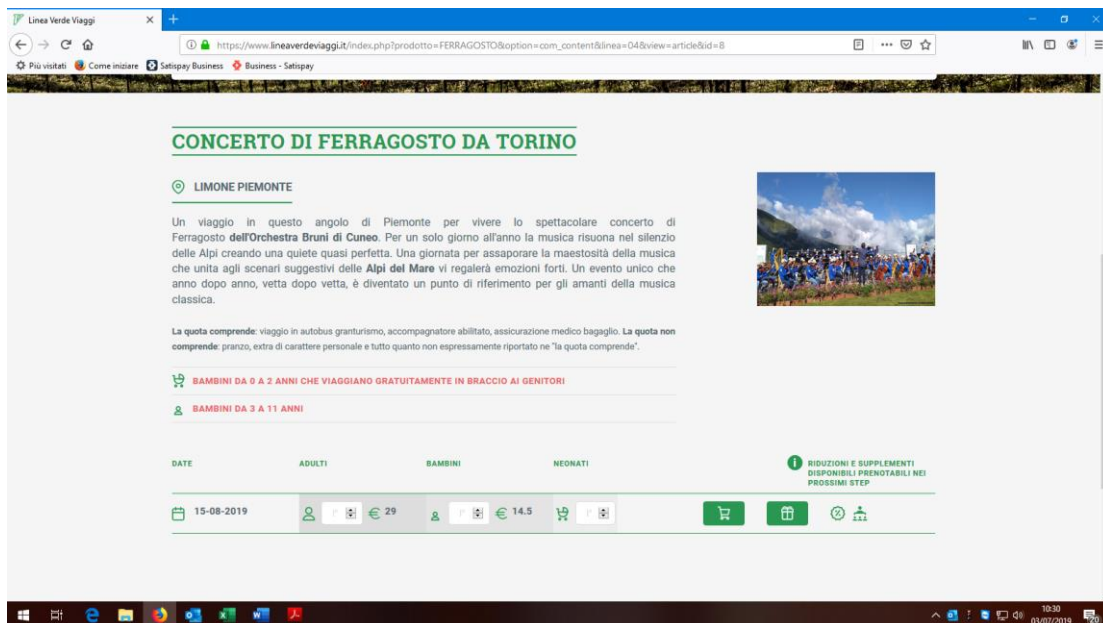 Linea Verde Viaggi
https://www.lineaverdeviaggi.it/index.php?prodotto=FERRAGOSTO&option=com_content&linea=04&view=article&id=8
Più visitati Come iniziare Satispay Business Business - Satispay
CONCERTO DI FERRAGOSTO DA TORINO
LIMONE PIEMONTE
Un viaggio in questo angolo di Piemonte per vivere lo spettacolare concerto di
Ferragosto dell'Orchestra Bruni di Cuneo. Per un solo giorno all'anno la musica risuona nel silenzio
delle Alpi creando una quiete quasi perfetta. Una giornata per assaporare la maestosità della musica
che unita agli scenari suggestivi delle Alpi del Mare vi regalerà emozioni forti. Un evento unico che
anno dopo anno, vetta dopo vetta, è diventato un punto di riferimento per gli amanti della musica
classica.
La quota comprende: viaggio in autobus granturismo, accompagnatore abilitato, assicurazione medico bagaglio. La quota non
comprende: pranzo, extra di carattere personale e tutto quanto non espressamente riportato ne "la quota comprende".
BAMBINI DA 0 A 2 ANNI CHE VIAGGIANO GRATUITAMENTE IN BRACCIO AI GENITORI
BAMBINI DA 3 A 11 ANNI
DATE ADULTI BAMBINI NEONATI
RIDUZIONI E SUPPLEMENTI
DISPONIBILI PRENOTABILI NEI
PROSSIMI STEP
15-08-2019 € 29 € 14.5
10:30
03/07/2019